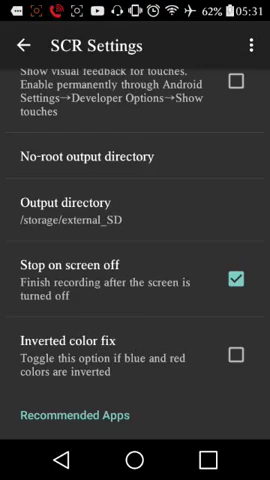 62% 05:31
SCR Settings
Show visual feedback for touches.
Enable permanently through Android
Settings→Developer Options→Show
touches
No-root output directory
Output directory
/storage/external_SD
Stop on screen off
Finish recording after the screen is
turned off
Inverted color fix
Toggle this option if blue and red
colors are inverted
Recommended Apps